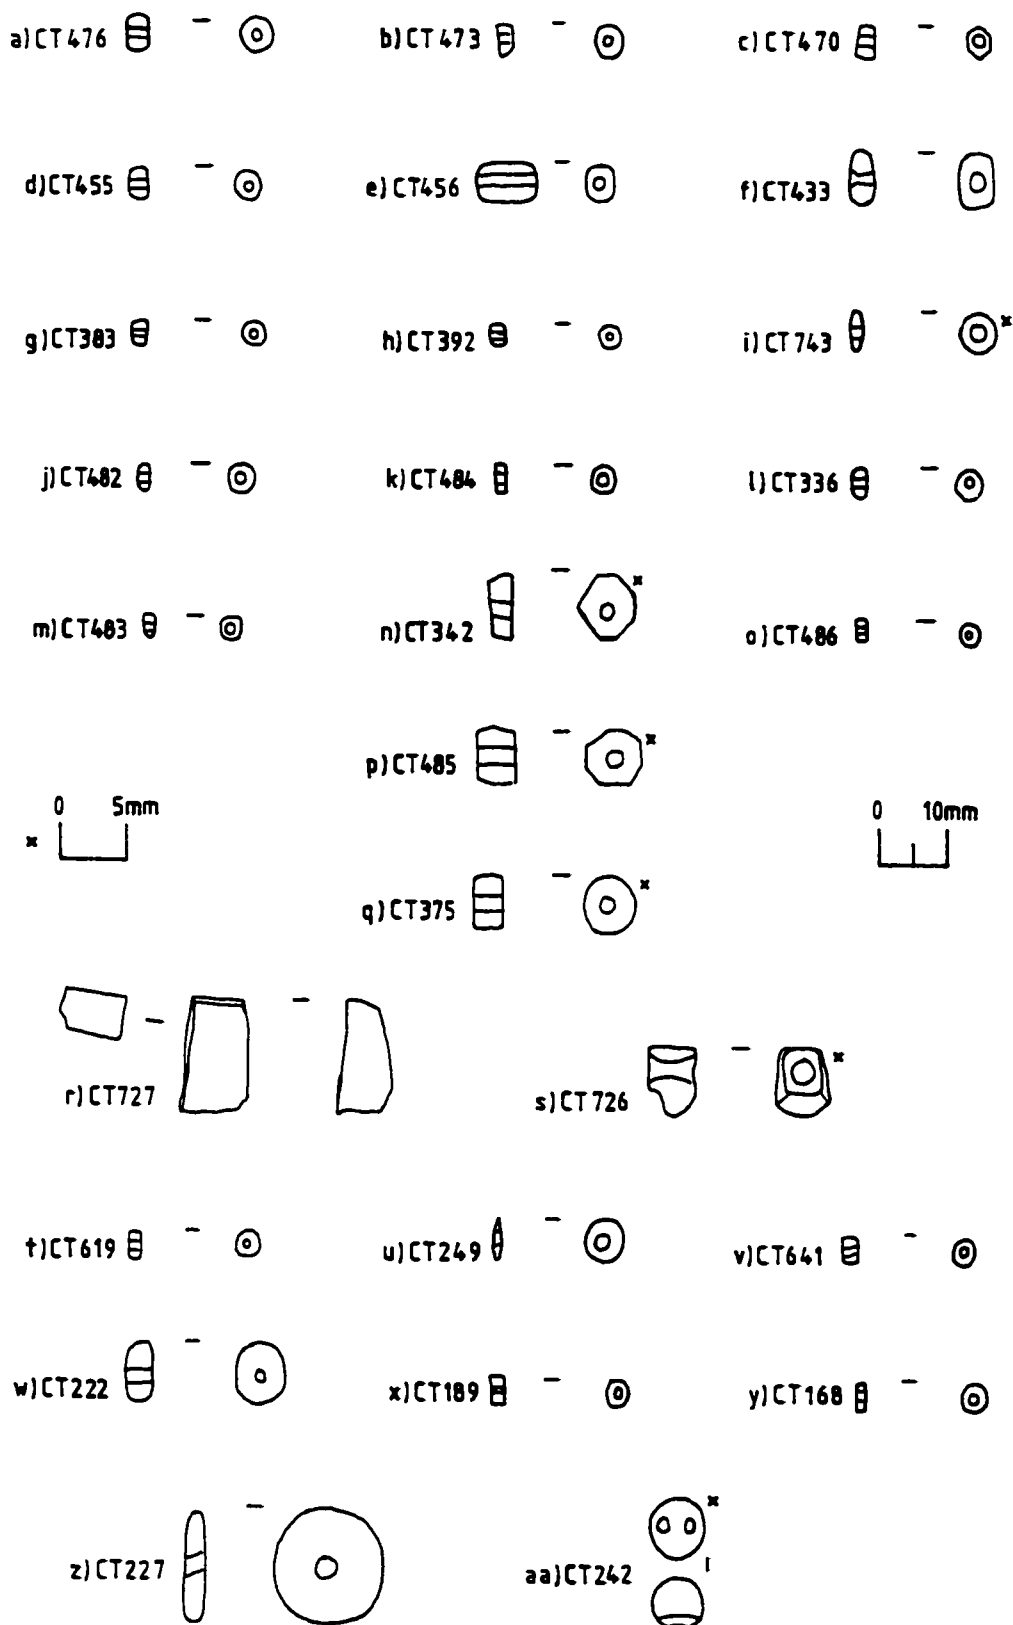 a)CT476 b)CT473 c)CT470
d)CT455 e)CT456 f)CT433
g)CT383 h)CT392 i)CT743 x
j)CT482 k)CT484 l)CT336
m)CT483 n)CT342 x o)CT486
p)CT485 x
x 0 5mm 0 10mm
q)CT375 x
r)CT727 s)CT726 x
t)CT619 u)CT249 v)CT641
w)CT222 x)CT189 y)CT168
z)CT227 aa)CT242 x